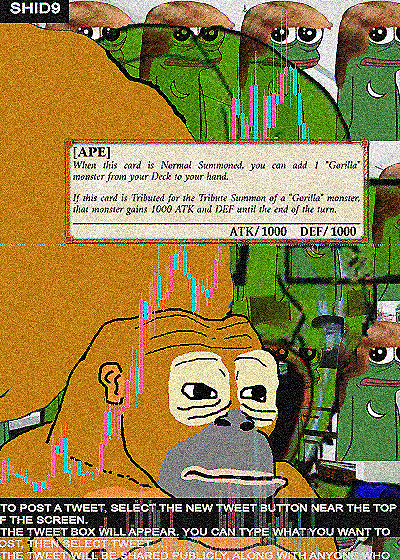 SHID9
[APE]
When this card is Normal Summoned, you can add 1 "Gorilla"
monster from your Deck to your hand.
If this card is Tributed for the Tribute Summon of a "Gorilla" monster,
that monster gains 1000 ATK and DEF until the end of the turn.
ATK/1000 DEF/1000
TO POST A TWEET, SELECT THE NEW TWEET BUTTON NEAR THE TOP
F THE SCREEN.
THE TWEET BOX WILL APPEAR. YOU CAN TYPE WHAT YOU WANT TO
OST, THEN SELECT TWEET.
THE TWEET WILL BE SHARED PUBLICLY, ALONG WITH ANYONE WHO